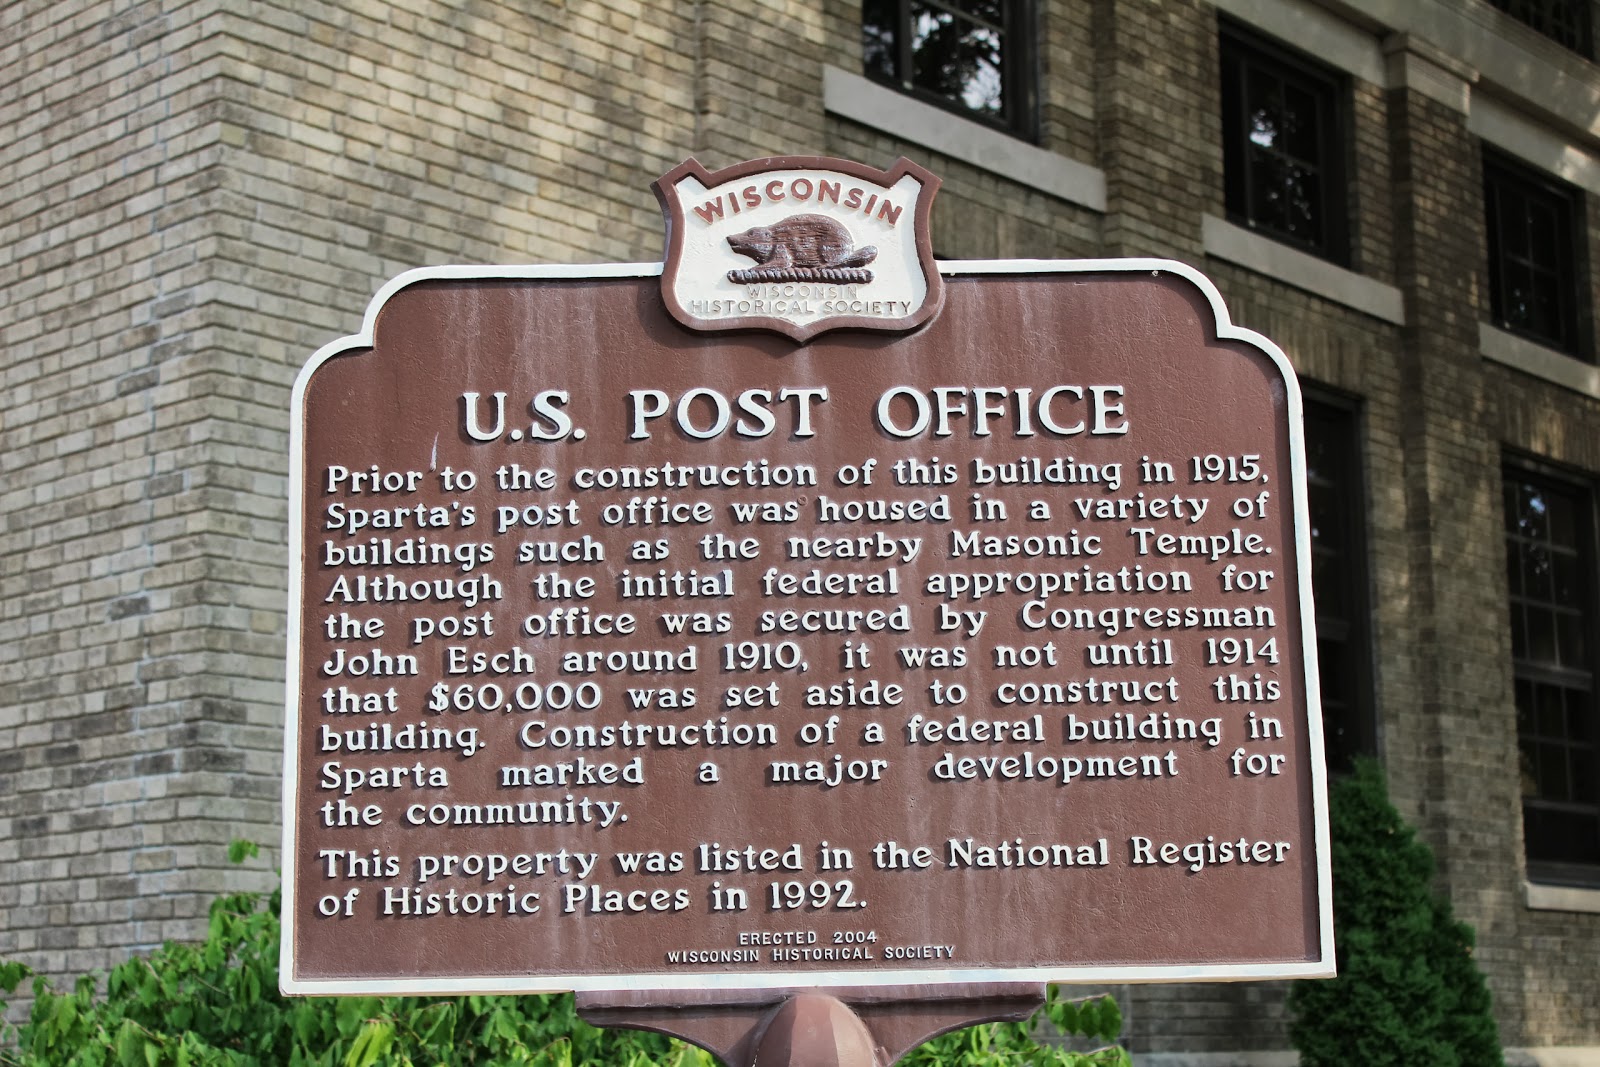 WISCONSIN
WISCONSIN
HISTORICAL SOCIETY
U.S. POST OFFICE
Prior to the construction of this building in 1915,
Sparta's post office was housed in a variety of
buildings such as the nearby Masonic Temple.
Although the initial federal appropriation for
the post office was secured by Congressman
John Esch around 1910, it was not until 1914
that $60,000 was set aside to construct this
building. Construction of a federal building in
Sparta marked a major development for
the community.
This property was listed in the National Register
of Historic Places in 1992.
ERECTED 2004
WISCONSIN HISTORICAL SOCIETY